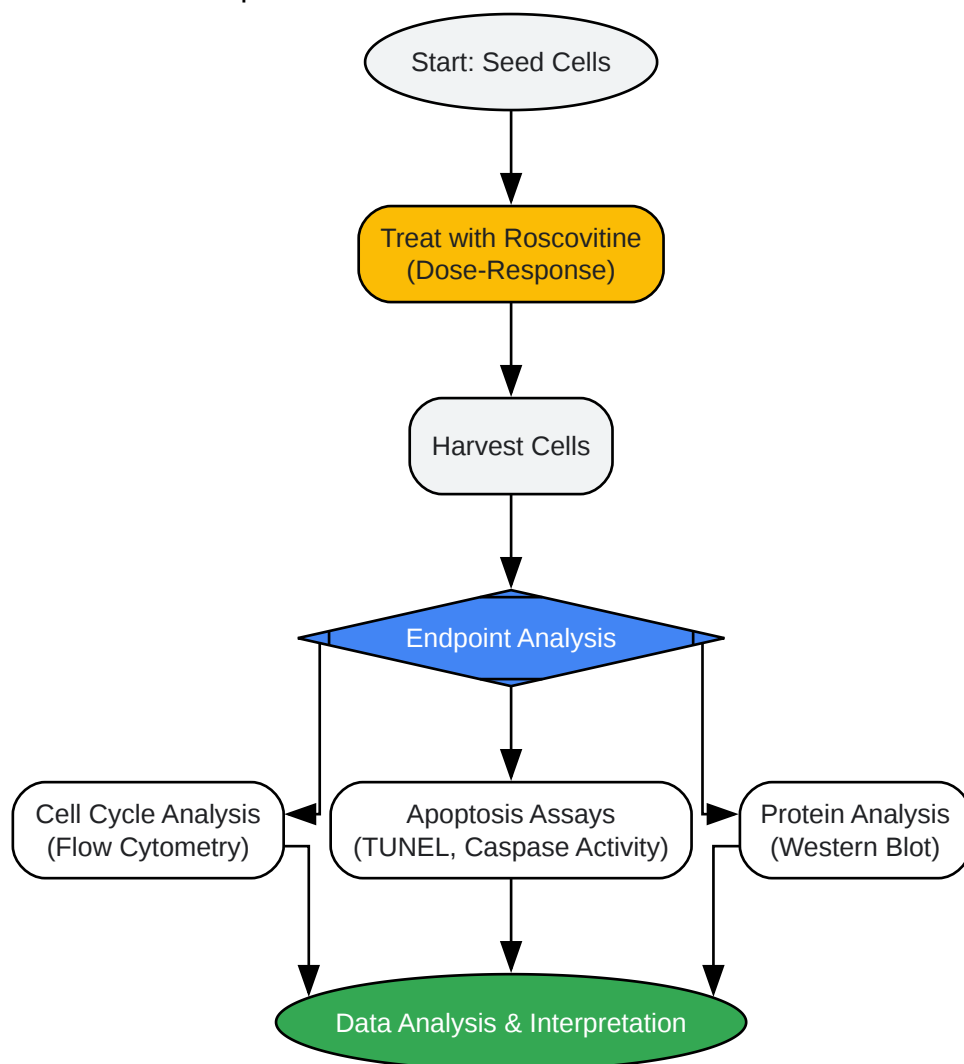 Start: Seed Cells
Treat with Roscovitine
(Dose-Response)
Harvest Cells
Endpoint Analysis
Cell Cycle Analysis
(Flow Cytometry)
Apoptosis Assays
(TUNEL, Caspase Activity)
Protein Analysis
(Western Blot)
Data Analysis & Interpretation